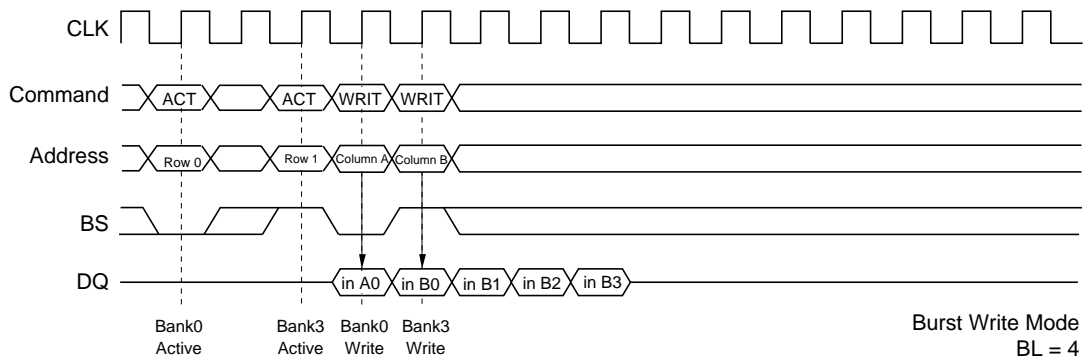 CLK
Command ACT ACT WRIT WRIT
Address Row 0 Row 1 Column A Column B
BS
DQ in A0 in B0 in B1 in B2 in B3
Bank0 Bank3 Bank0 Bank3
Active Active Write Write
Burst Write Mode
BL = 4